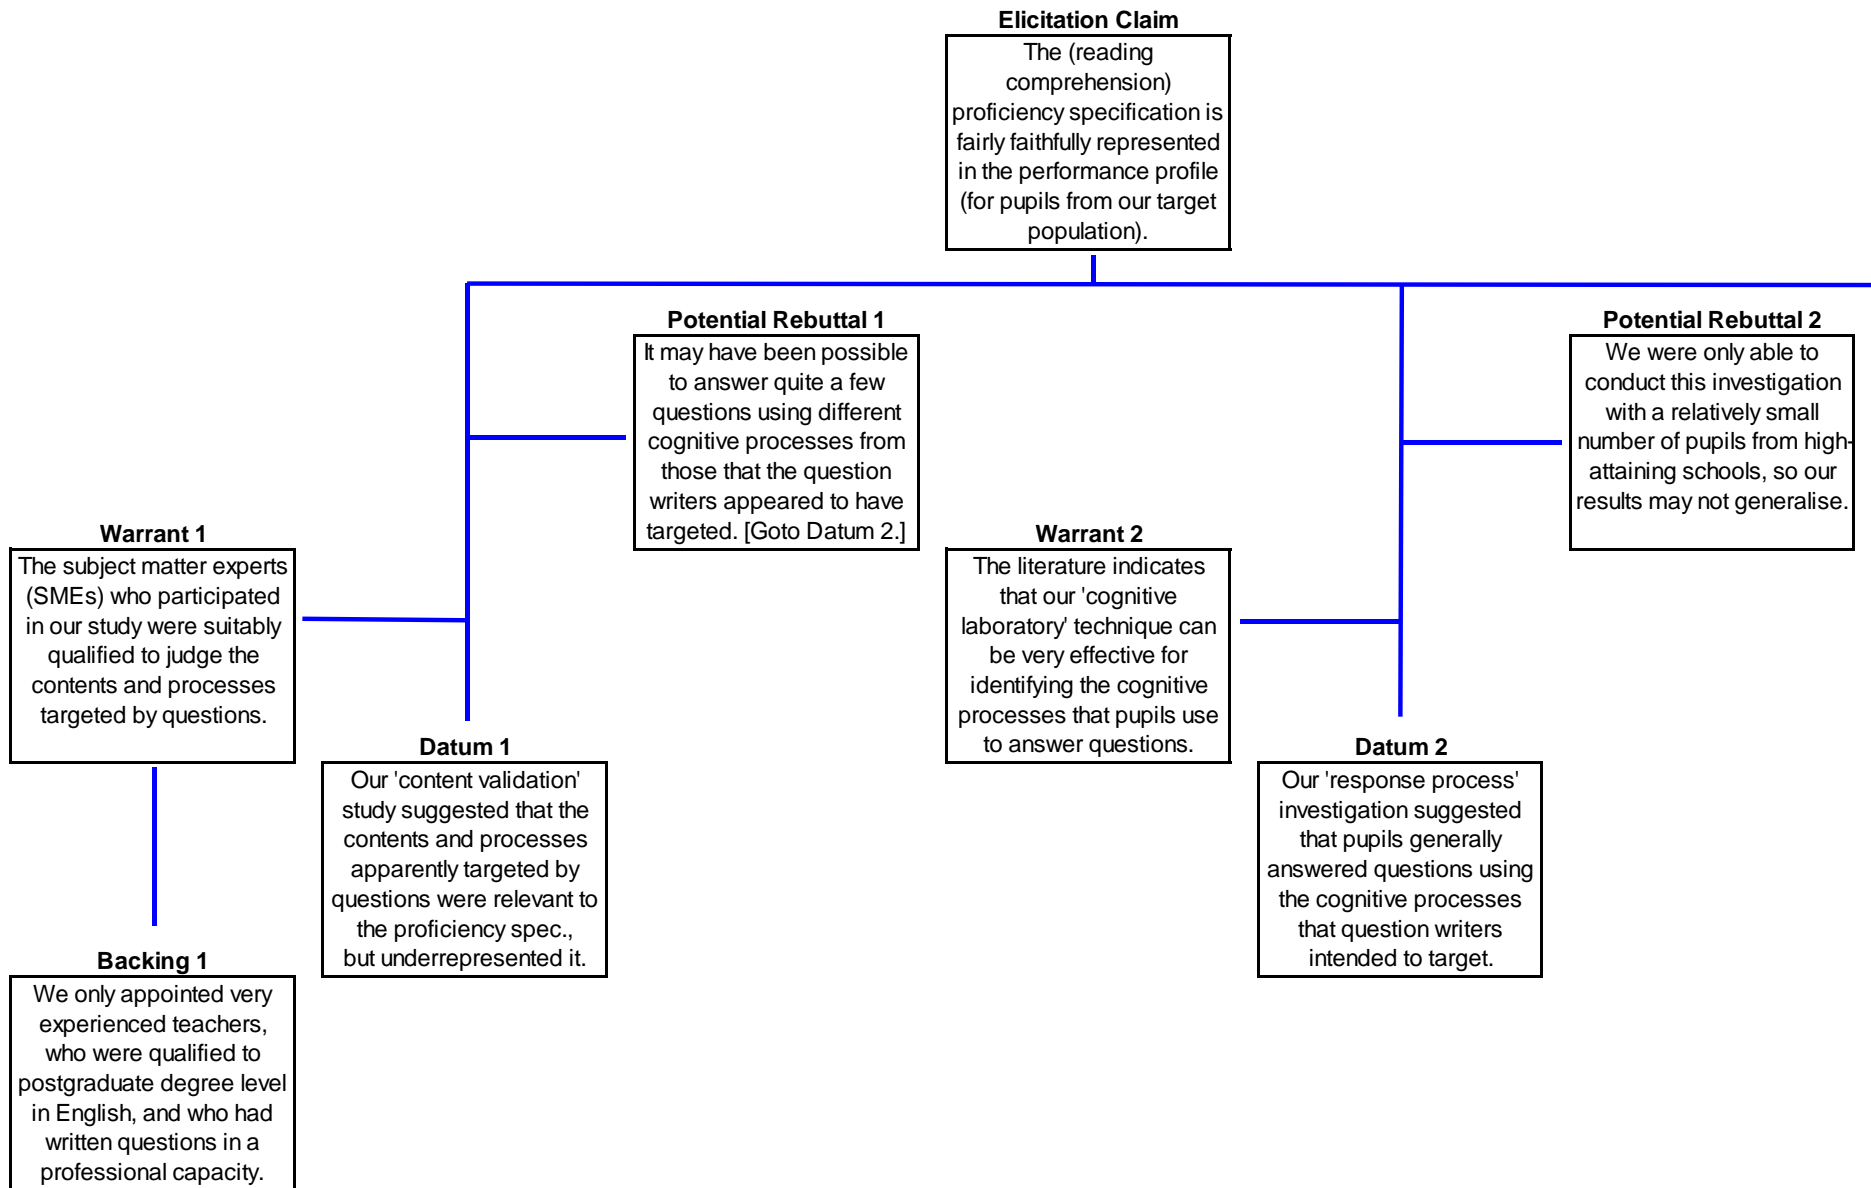 Elicitation Claim
The (reading
comprehension)
proficiency specification is
fairly faithfully represented
in the performance profile
(for pupils from our target
population).
Potential Rebuttal 1
It may have been possible
to answer quite a few
questions using different
cognitive processes from
those that the question
writers appeared to have
targeted. [Goto Datum 2.]
Potential Rebuttal 2
We were only able to
conduct this investigation
with a relatively small
number of pupils from high-
attaining schools, so our
results may not generalise.
Warrant 1
The subject matter experts
(SMEs) who participated
in our study were suitably
qualified to judge the
contents and processes
targeted by questions.
Warrant 2
The literature indicates
that our 'cognitive
laboratory' technique can
be very effective for
identifying the cognitive
processes that pupils use
to answer questions.
Datum 1
Our 'content validation'
study suggested that the
contents and processes
apparently targeted by
questions were relevant to
the proficiency spec.,
but underrepresented it.
Datum 2
Our 'response process'
investigation suggested
that pupils generally
answered questions using
the cognitive processes
that question writers
intended to target.
Backing 1
We only appointed very
experienced teachers,
who were qualified to
postgraduate degree level
in English, and who had
written questions in a
professional capacity.